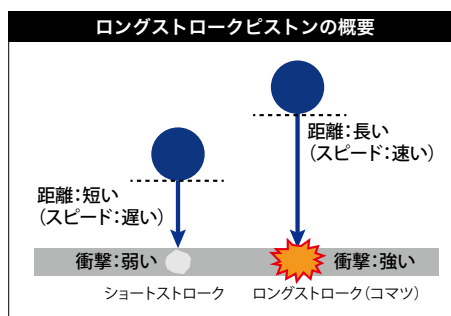 ロングストロークピストンの概要
距離：長い
（スピード：速い）
距離：短い
（スピード：遅い）
衝撃：弱い
衝撃：強い
ショートストローク
ロングストローク（コマツ）